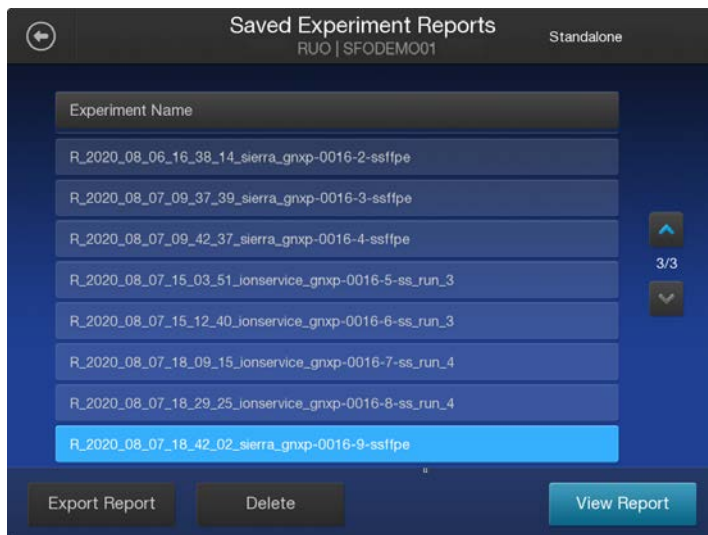 Saved Experiment Reports
RUO | SFODEMO01
Standalone
Experiment Name
R_2020_08_06_16_38_14_sierra_gnxp-0016-2-ssffpe
R_2020_08_07_09_37_39_sierra_gnxp-0016-3-ssffpe
R_2020_08_07_09_42_37_sierra_gnxp-0016-4-ssffpe
R_2020_08_07_15_03_51_ionservice_gnxp-0016-5-ss_run_3
R_2020_08_07_15_12_40_ionservice_gnxp-0016-6-ss_run_3
R_2020_08_07_18_09_15_ionservice_gnxp-0016-7-ss_run_4
R_2020_08_07_18_29_25_ionservice_gnxp-0016-8-ss_run_4
R_2020_08_07_18_42_02_sierra_gnxp-0016-9-ssffpe
3/3
Export Report
Delete
View Report